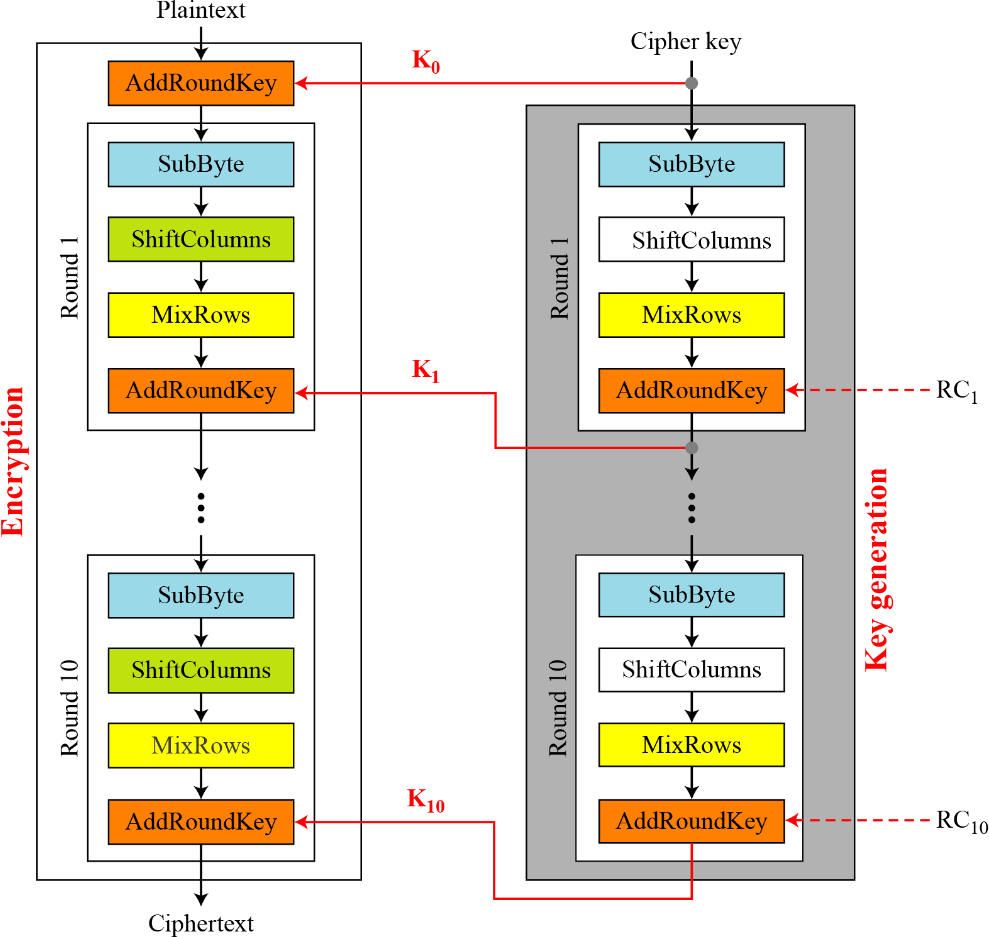 Plaintext
Cipher key
K0
AddRoundKey
SubByte
ShiftColumns
MixRows
AddRoundKey
Round 1
K1
SubByte
ShiftColumns
MixRows
AddRoundKey
Round 1
RC1
Encryption
Key generation
SubByte
ShiftColumns
MixRows
AddRoundKey
Round 10
K10
SubByte
ShiftColumns
MixRows
AddRoundKey
Round 10
RC10
Ciphertext